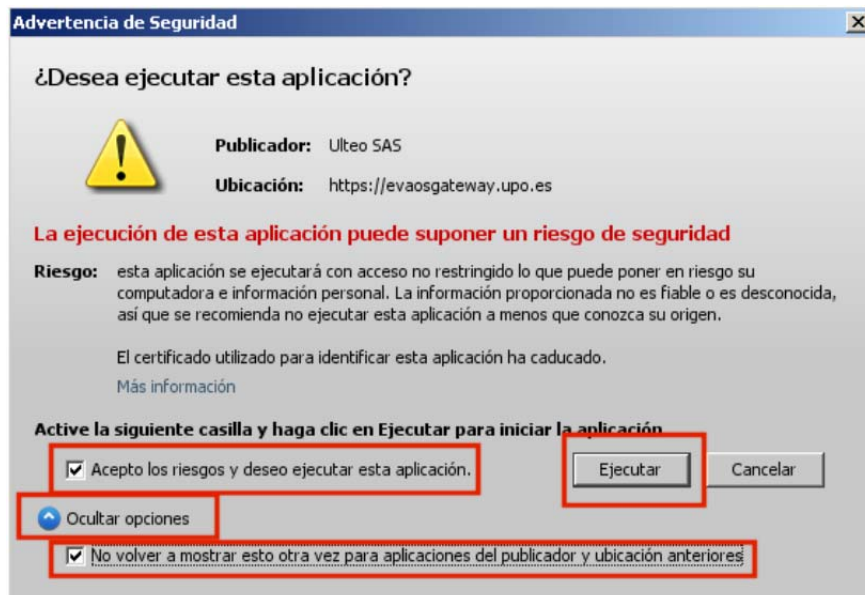 Advertencia de Seguridad
¿Desea ejecutar esta aplicación?
Publicador: Ulteo SAS
Ubicación: https://evaosgateway.upo.es
La ejecución de esta aplicación puede suponer un riesgo de seguridad
Riesgo: esta aplicación se ejecutará con acceso no restringido lo que puede poner en riesgo su
computadora e información personal. La información proporcionada no es fiable o es desconocida,
así que se recomienda no ejecutar esta aplicación a menos que conozca su origen.
El certificado utilizado para identificar esta aplicación ha caducado.
Más información
Active la siguiente casilla y haga clic en Ejecutar para iniciar la aplicación
Acepto los riesgos y deseo ejecutar esta aplicación. Ejecutar Cancelar
Ocultar opciones
No volver a mostrar esto otra vez para aplicaciones del publicador y ubicación anteriores